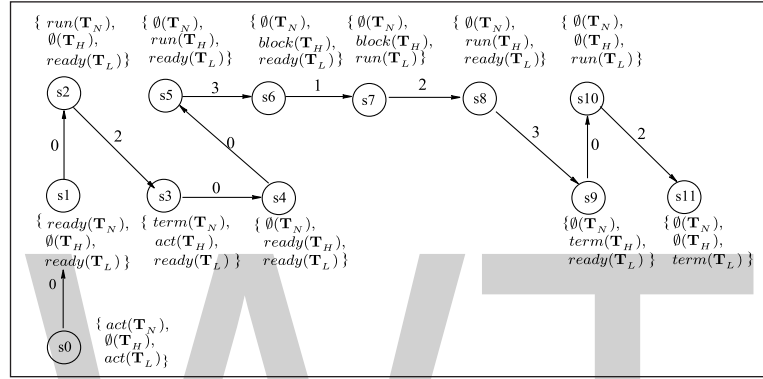 { run(T_N), ∅(T_H), ready(T_L)}
{ ∅(T_N), run(T_H), ready(T_L)}
{ ∅(T_N), block(T_H), ready(T_L)}
{ ∅(T_N), block(T_H), run(T_L)}
{ ∅(T_N), run(T_H), ready(T_L)}
{ ∅(T_N), ∅(T_H), run(T_L)}
s2
s5
3
s6
1
s7
2
s8
s10
0
2
0
3
0
2
s1
s3
0
s4
s9
s11
{ ready(T_N), ∅(T_H), ready(T_L) }
{ term(T_N), act(T_H), ready(T_L) }
{ ∅(T_N), ready(T_H), ready(T_L) }
{∅(T_N), term(T_H), ready(T_L) }
{ ∅(T_N), ∅(T_H), term(T_L) }
0
s0
{ act(T_N), ∅(T_H), act(T_L)}